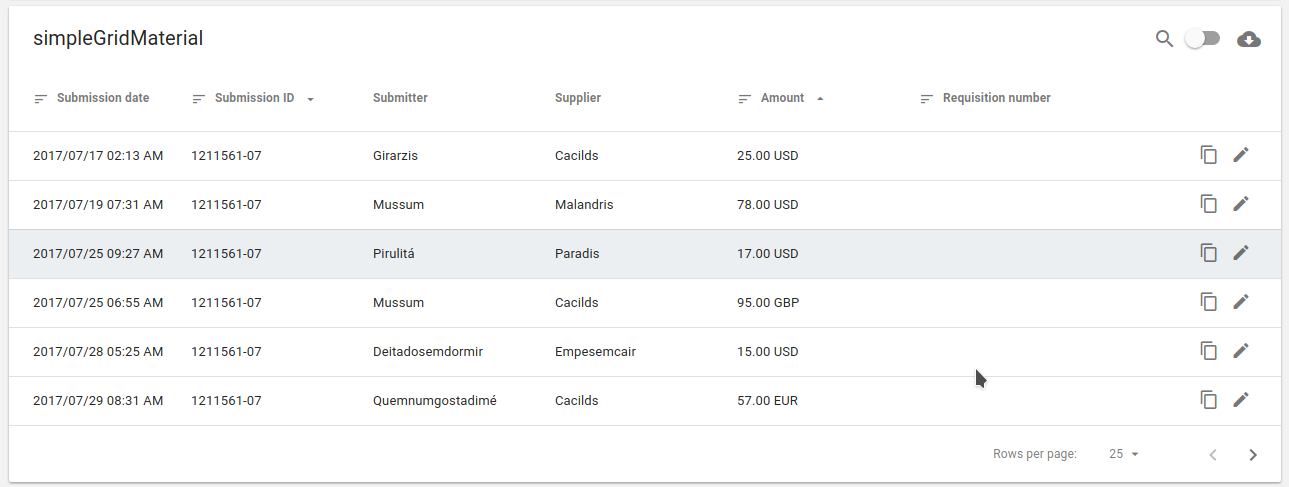 simpleGridMaterial
Submission date Submission ID Submitter Supplier Amount Requisition number
2017/07/17 02:13 AM 1211561-07 Girarzis Cacilds 25.00 USD
2017/07/19 07:31 AM 1211561-07 Mussum Malandris 78.00 USD
2017/07/25 09:27 AM 1211561-07 Pirulitá Paradis 17.00 USD
2017/07/25 06:55 AM 1211561-07 Mussum Cacilds 95.00 GBP
2017/07/28 05:25 AM 1211561-07 Deitadosemdormir Empesemcair 15.00 USD
2017/07/29 08:31 AM 1211561-07 Quemnumgostadimé Cacilds 57.00 EUR
Rows per page: 25